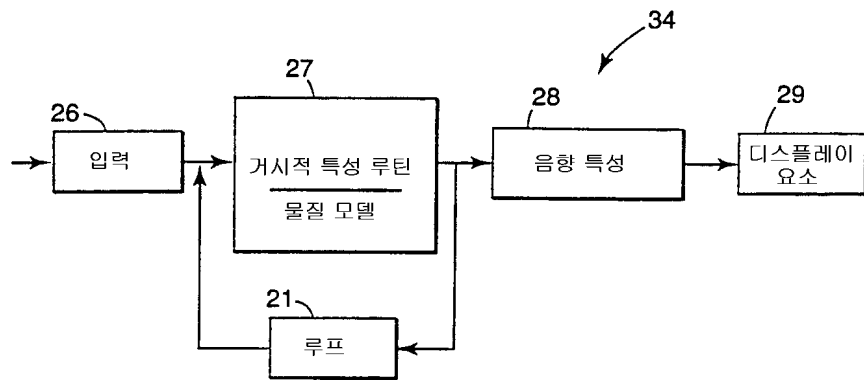 34
26
입력
27
거시적 특성 루틴
물질 모델
28
음향 특성
29
디스플레이
요소
21
루프